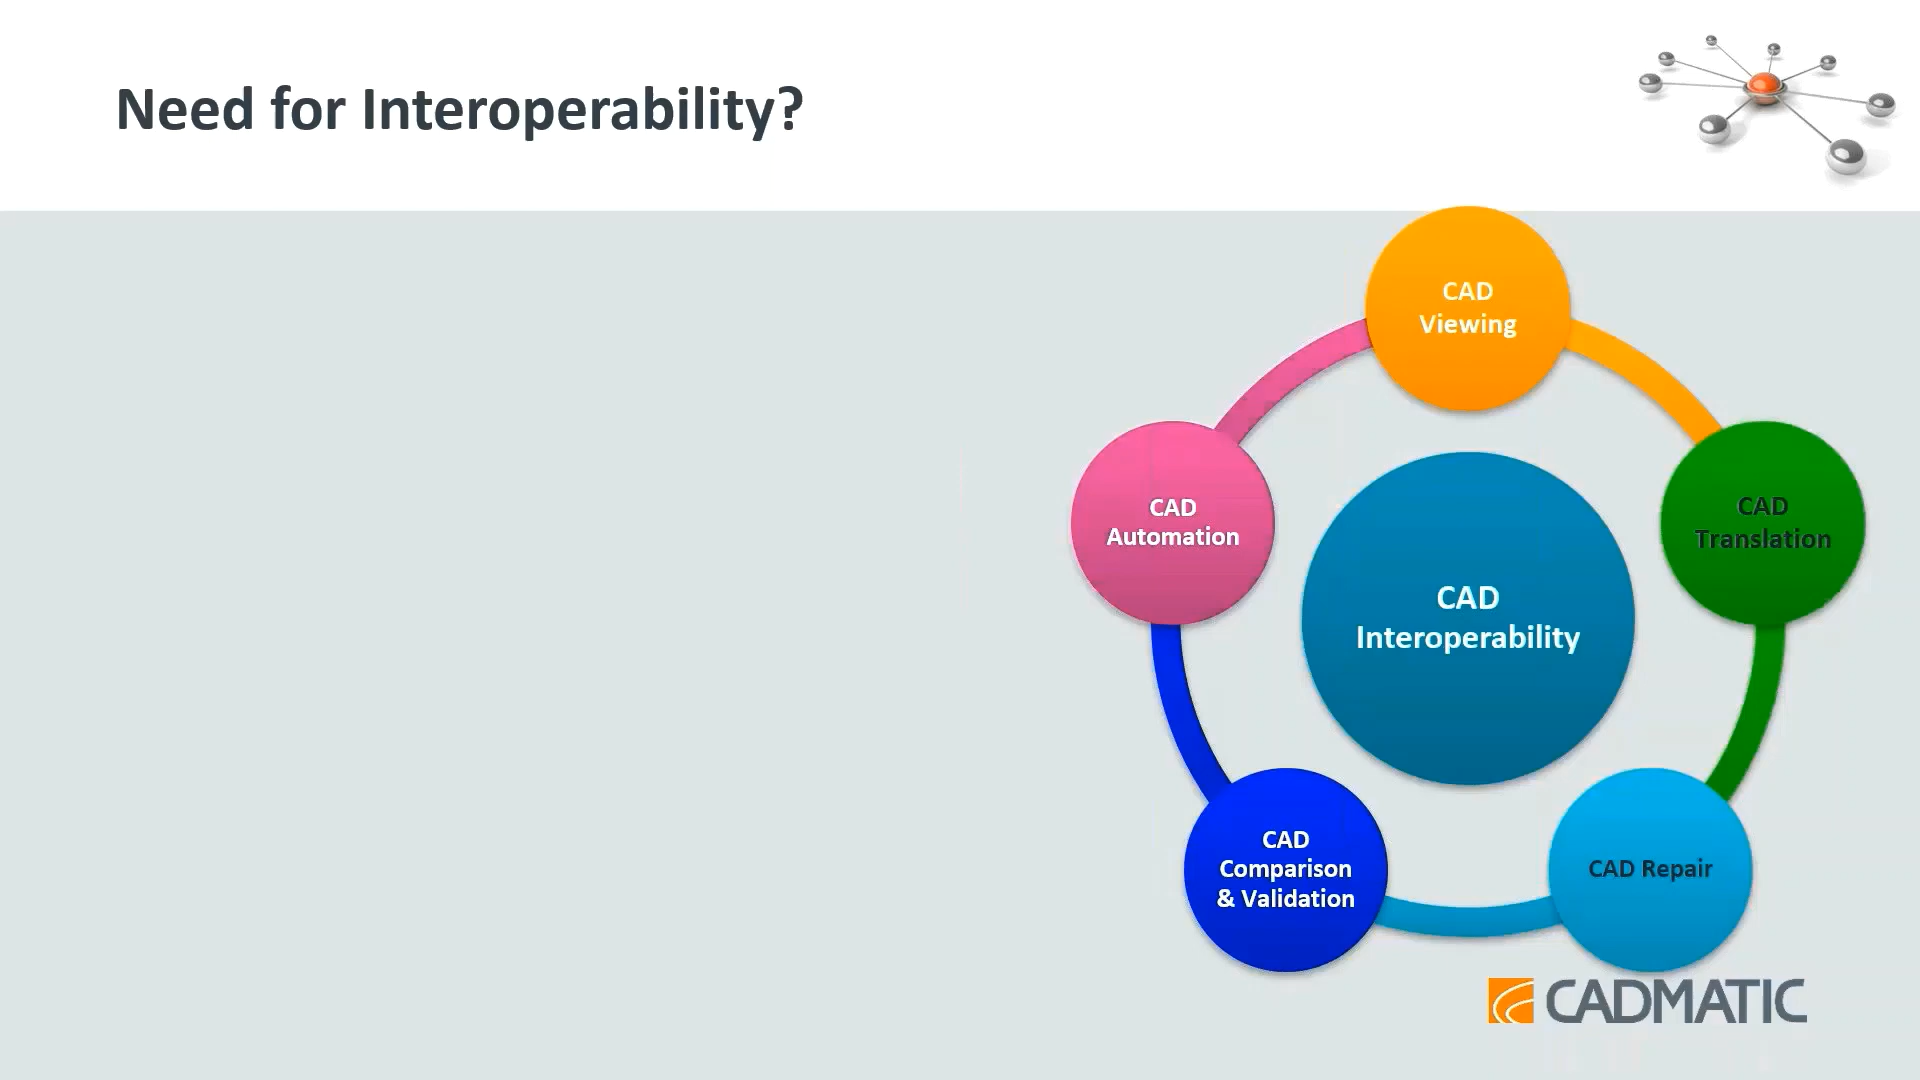 Need for Interoperability?
CAD
Viewing
CAD
Automation
CAD
Translation
CAD
Interoperability
CAD
Comparison
& Validation
CAD Repair
CADMATIC